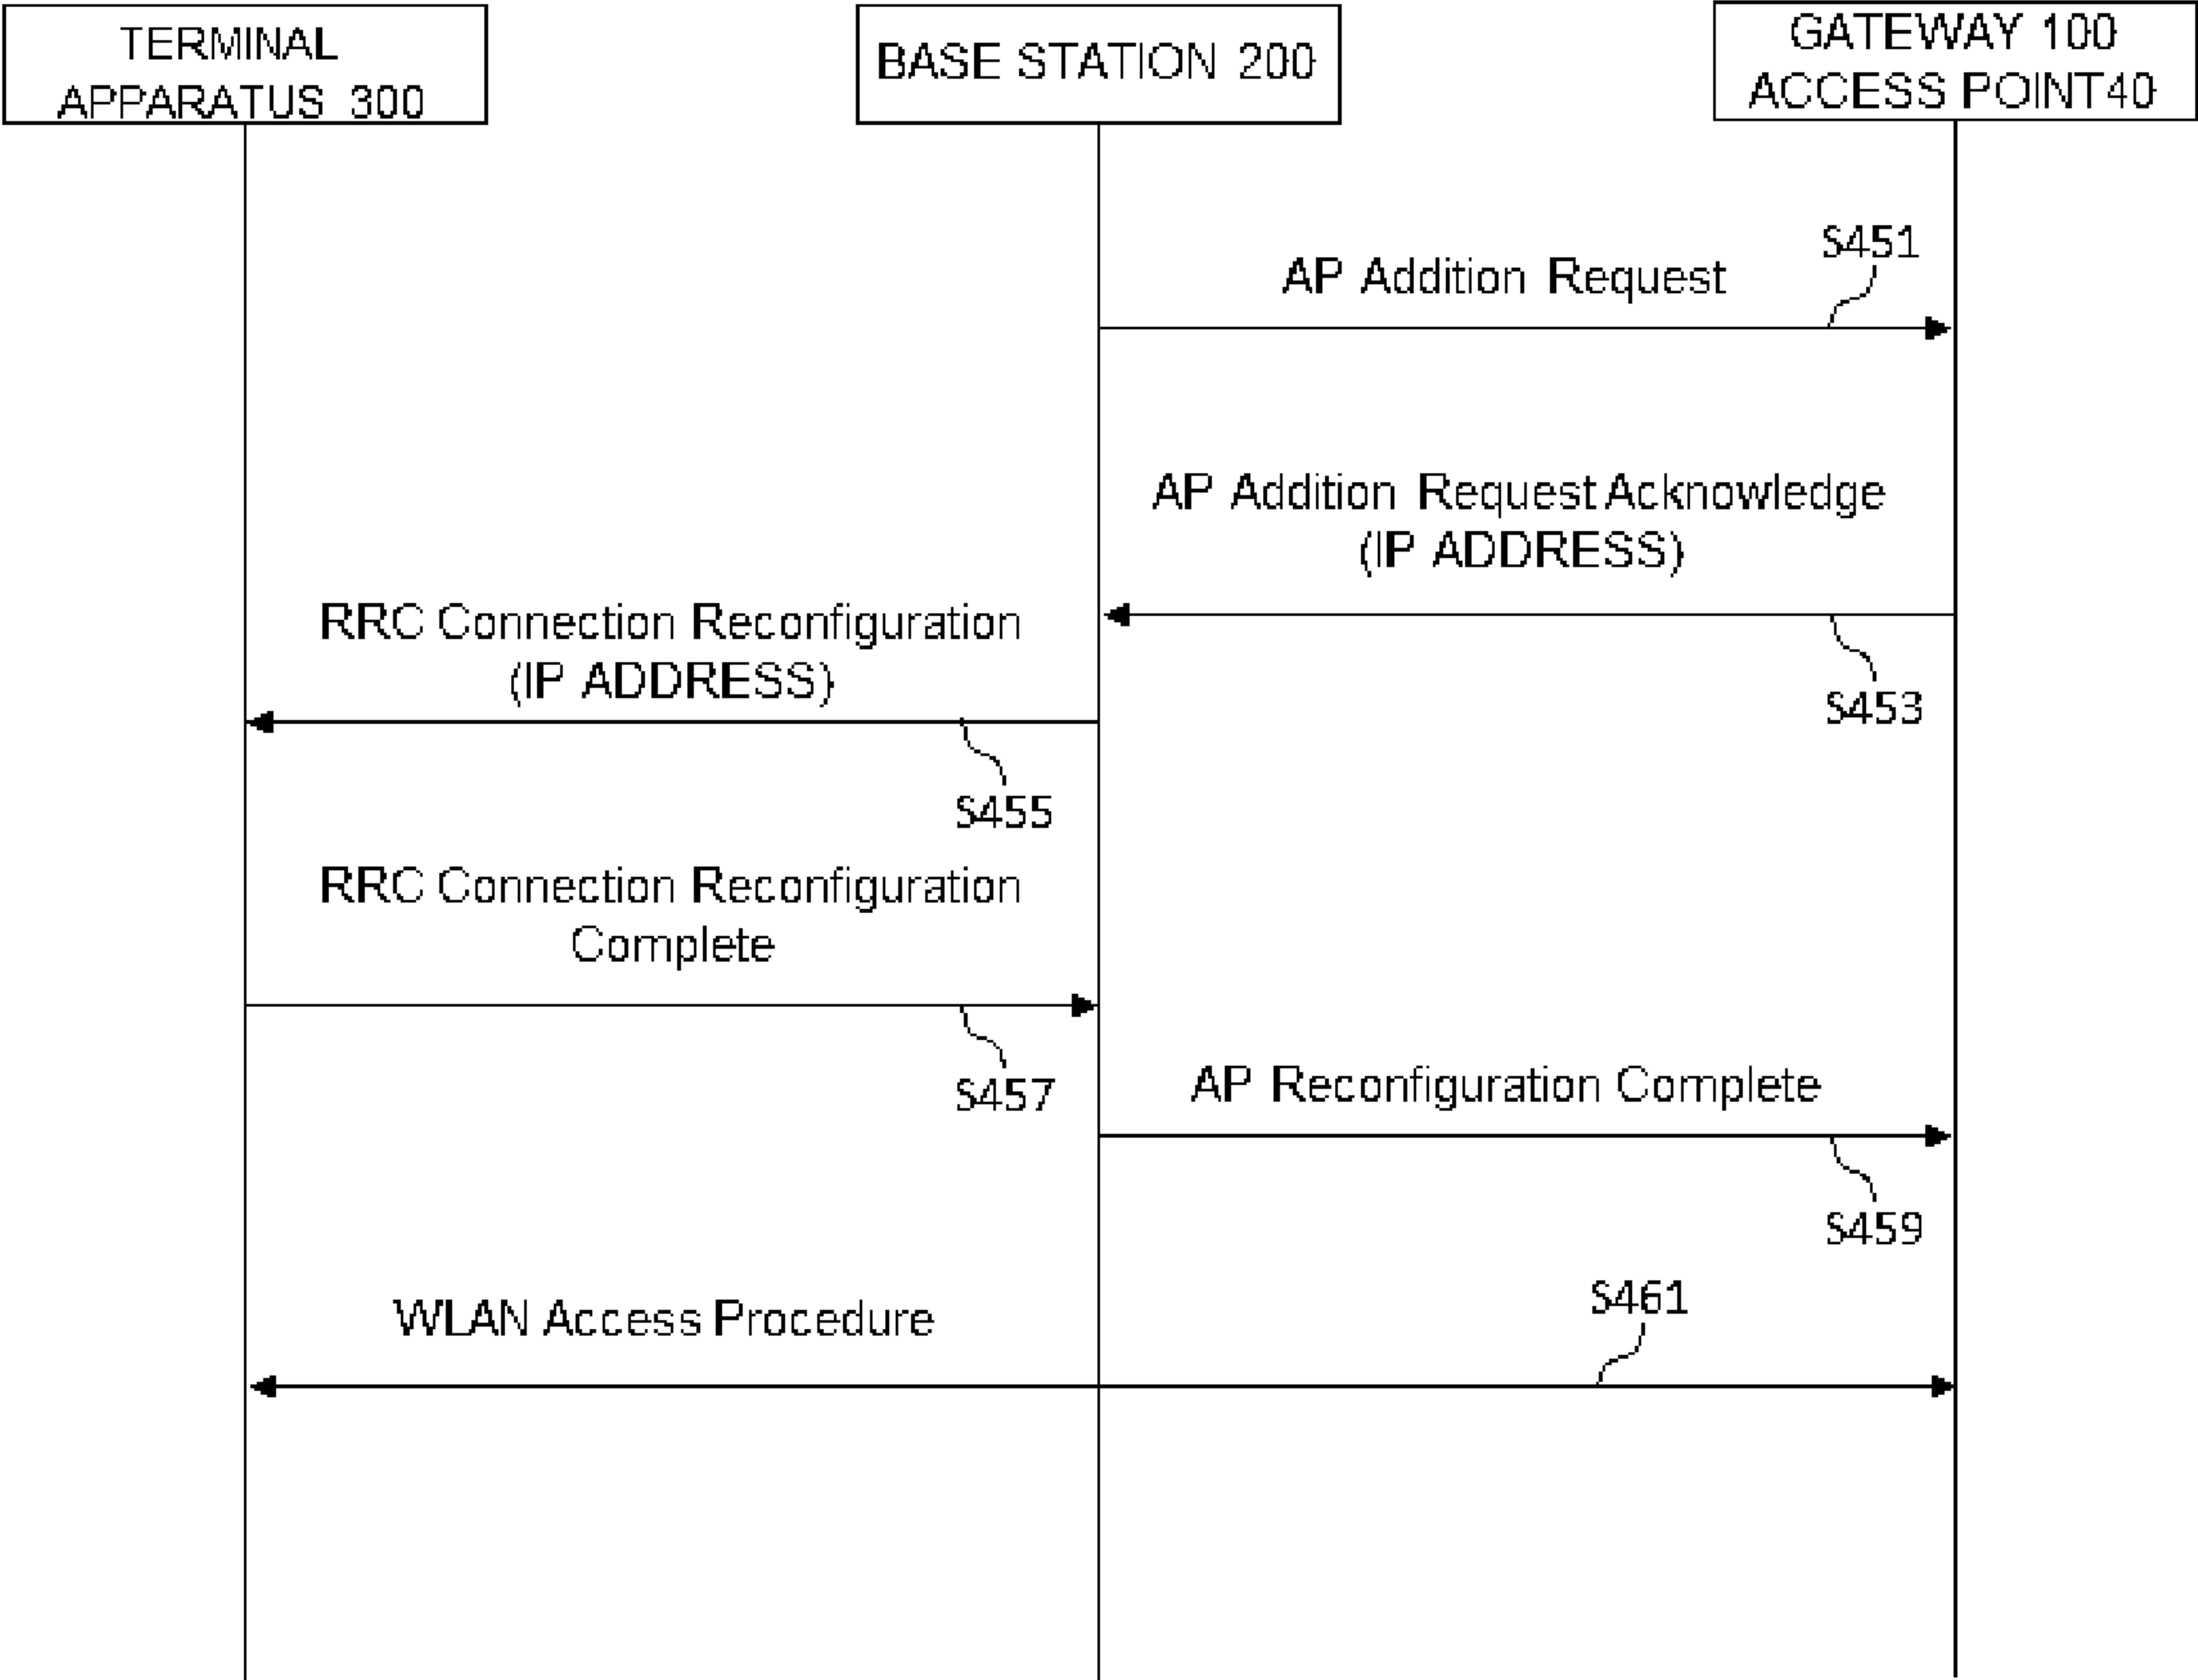 TERMINAL
APPARATUS 300
BASE STATION 200
GATEWAY 100
ACCESS POINT40
S451
AP Addition Request
AP Addition Request Acknowledge
(IP ADDRESS)
S453
RRC Connection Reconfiguration
(IP ADDRESS)
S455
RRC Connection Reconfiguration
Complete
S457
AP Reconfiguration Complete
S459
S461
WLAN Access Procedure